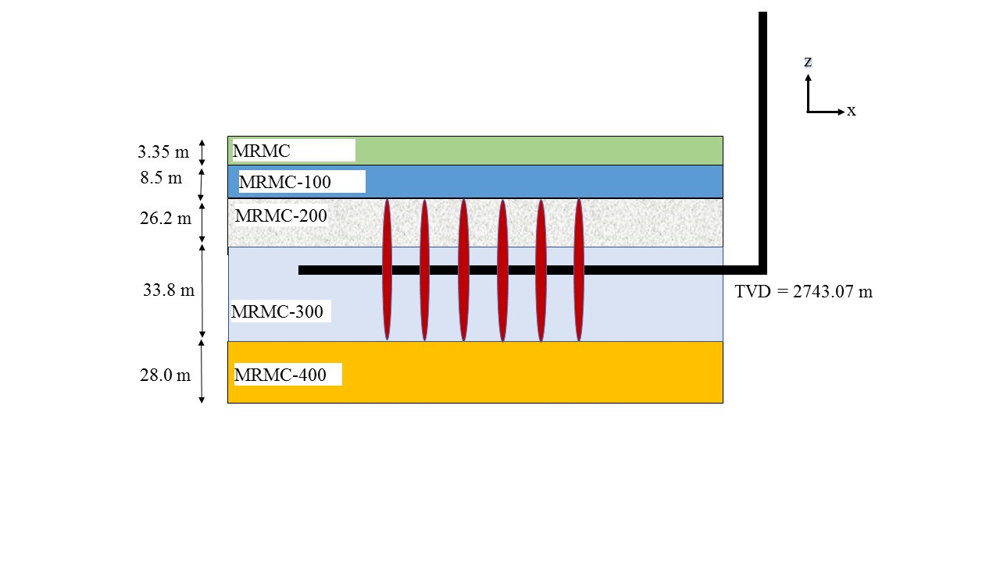 z
x
3.35 m
MRMC
8.5 m
MRMC-100
26.2 m
MRMC-200
33.8 m
TVD = 2743.07 m
MRMC-300
28.0 m
MRMC-400